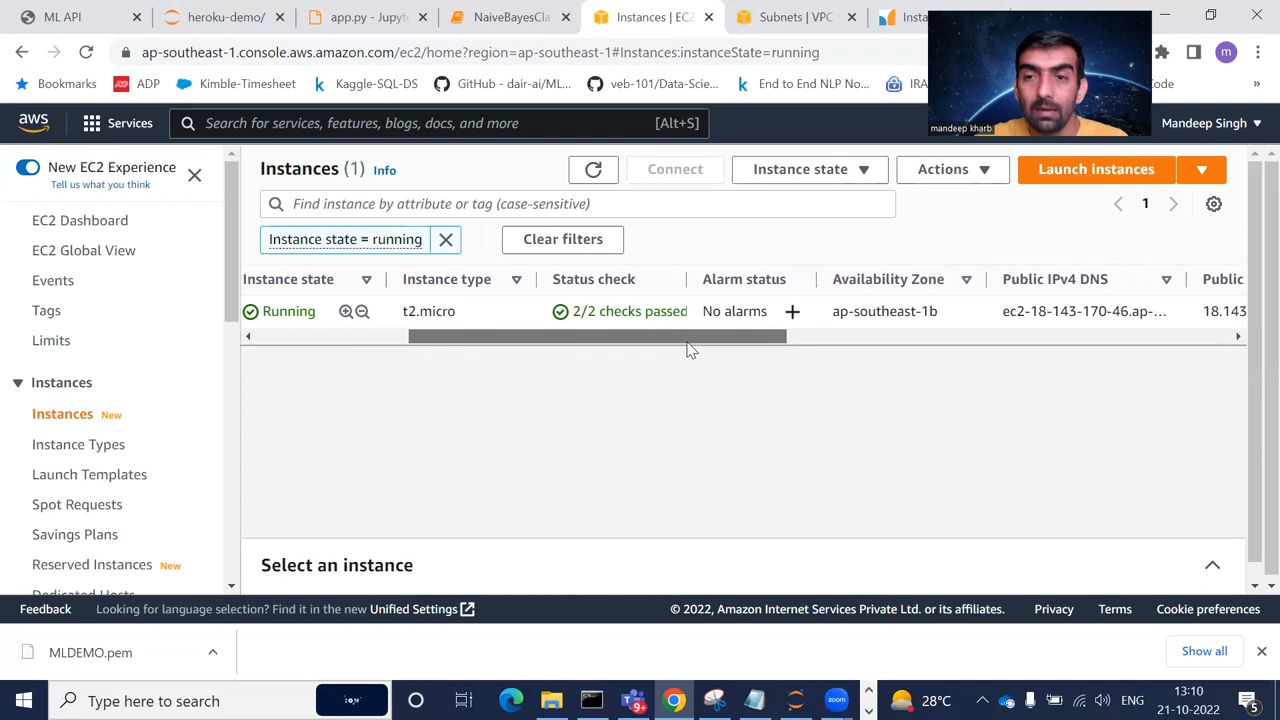 ML API
heroku-demo/
app.py - Jupyte
NaiveBayesCla
Instances | EC2
Subnets | VPC
Inst
ap-southeast-1.console.aws.amazon.com/ec2/home?region=ap-southeast-1#Instances:instanceState=running
m
Bookmarks
ADP
Kimble-Timesheet
Kaggl SQL-DS
GitHub - dair-ai/ML...
veb-101/Data-Scie...
End to End NLP No...
IRA
Code
»
mandeep kharb
aws
Services
Search for services, features, blogs, docs, and more
[Alt+S]
Mandeep Singh
New EC2 Experience
Tell us what you think
EC2 Dashboard
EC2 Global View
Events
Tags
Limits
Instances
Instances New
Instance Types
Launch Templates
Spot Requests
Savings Plans
Reserved Instances New
Dedicated Hosts
Instances (1) Info
Connect
Instance state
Actions
Launch instances
Find instance by attribute or tag (case-sensitive)
1
Instance state = running
Clear filters
Instance state
Instance type
Status check
Alarm status
Availability Zone
Public IPv4 DNS
Public
Running
t2.micro
2/2 checks passed
No alarms
ap-southeast-1b
ec2-18-143-170-46.ap-...
18.143
Select an instance
Feedback
Looking for language selection? Find it in the new Unified Settings
© 2022, Amazon Internet Services Private Ltd. or its affiliates.
Privacy
Terms
Cookie preferences
MLDEMO.pem
Show all
Type here to search
9+
zoom
28°C
ENG
13:10
21-10-2022
5